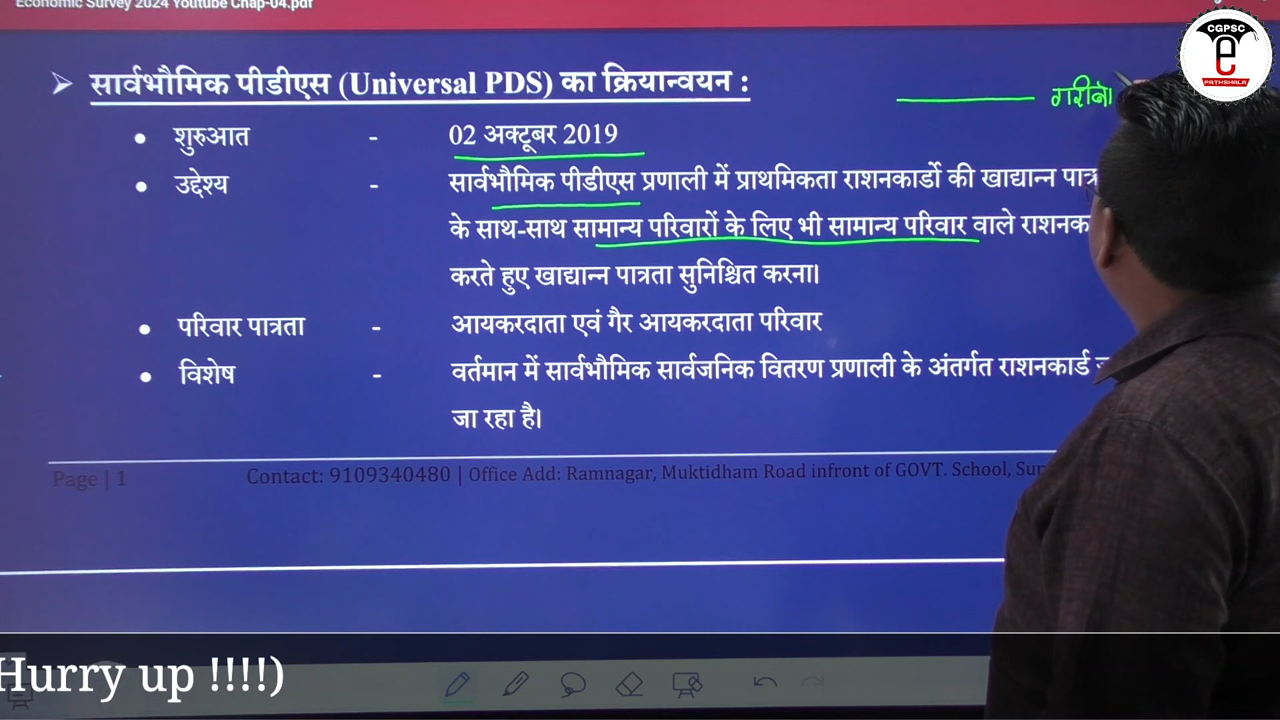 Economic Survey 2024 Youtube Chap-04.pdf
CGPSC
e
PATHSHALA
सार्वभौमिक पीडीएस (Universal PDS) का क्रियान्वयन :
• शुरुआत - 02 अक्टूबर 2019
• उद्देश्य - सार्वभौमिक पीडीएस प्रणाली में प्राथमिकता राशनकार्डो की खाद्यान्न
के साथ-साथ सामान्य परिवारों के लिए भी सामान्य परिवार वाले
करते हुए खाद्यान्न पात्रता सुनिश्चित करना।
• परिवार पात्रता - आयकरदाता एवं गैर आयकरदाता परिवार
• विशेष - वर्तमान में सार्वभौमिक सार्वजनिक वितरण प्रणाली के अंतर्गत राशनकार्ड
जा रहा है।
Page | 1 Contact: 9109340480 | Office Add: Ramnagar, Muktidham Road infront of GOVT. School,
Hurry up !!!!)